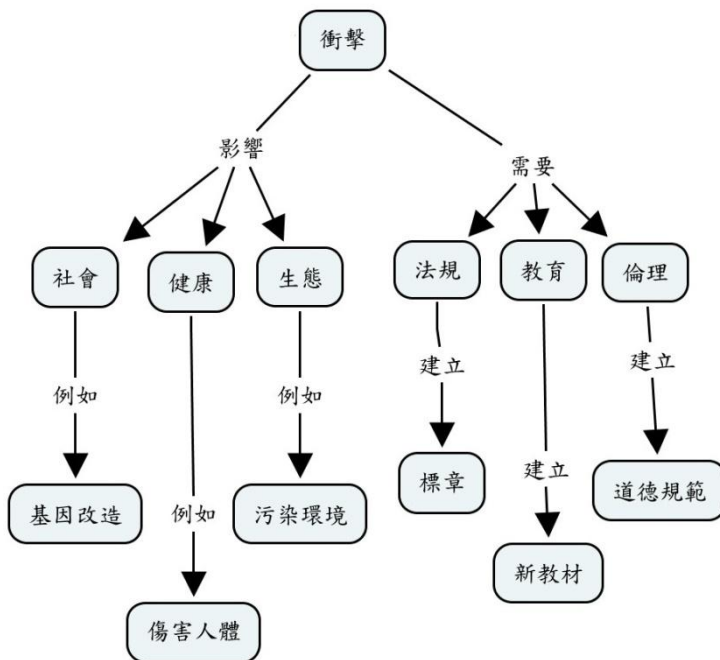 衝擊
影響
需要
社會
健康
生態
法規
教育
倫理
例如
例如
建立
建立
基因改造
例如
污染環境
標章
建立
道德規範
新教材
傷害人體